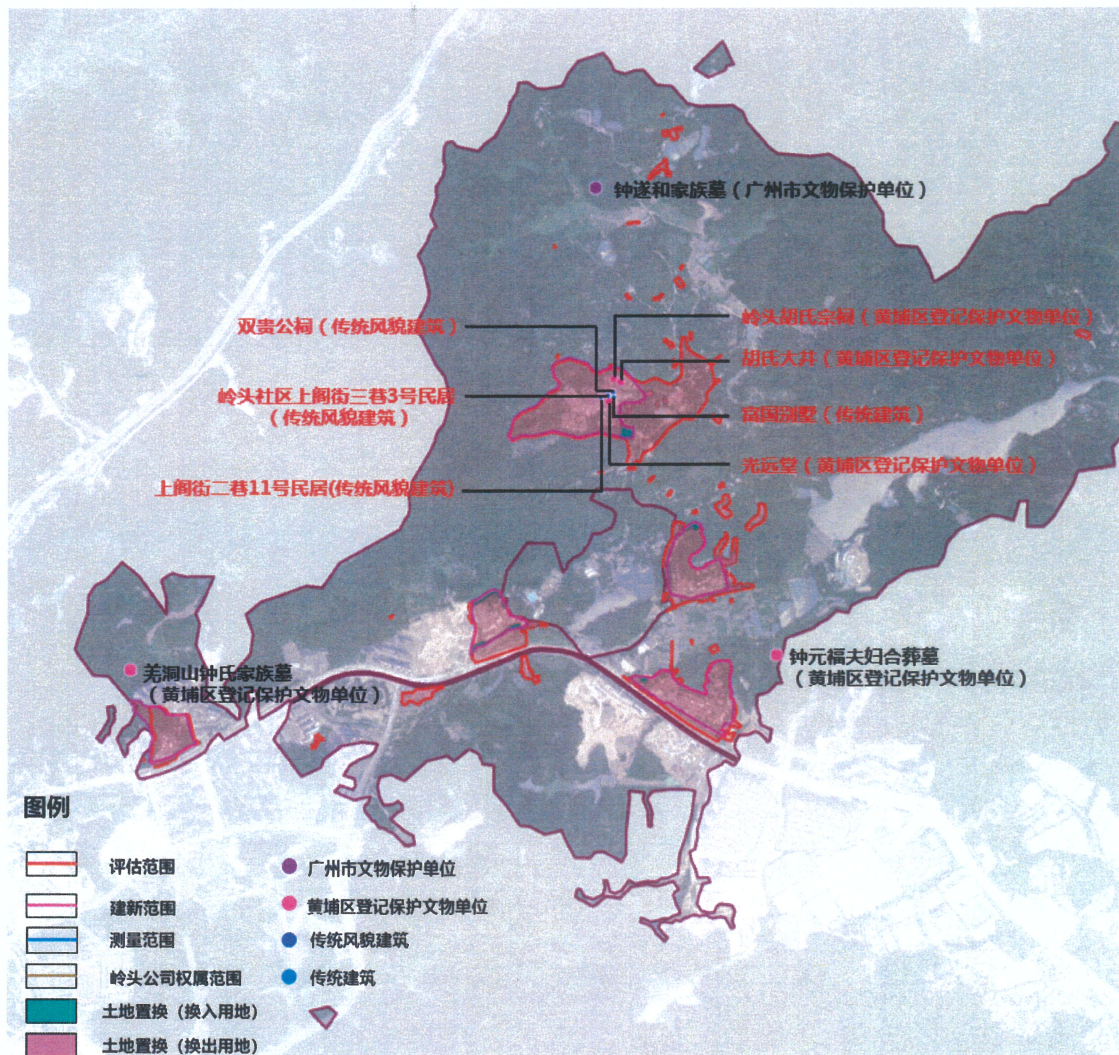 钟遂和家族墓（广州市文物保护单位）
双贵公祠（传统风貌建筑）
岭头胡氏宗祠（黄埔区登记保护文物单位）
胡氏大井（黄埔区登记保护文物单位）
岭头社区上阁街三巷3号民居
（传统风貌建筑）
富国别墅（传统建筑）
光远堂（黄埔区登记保护文物单位）
上阁街二巷11号民居(传统风貌建筑)
羌洞山钟氏家族墓
（黄埔区登记保护文物单位）
钟元福夫妇合葬墓
（黄埔区登记保护文物单位）
图例
评估范围
广州市文物保护单位
建新范围
黄埔区登记保护文物单位
测量范围
传统风貌建筑
岭头公司权属范围
传统建筑
土地置换（换入用地）
土地置换（换出用地）